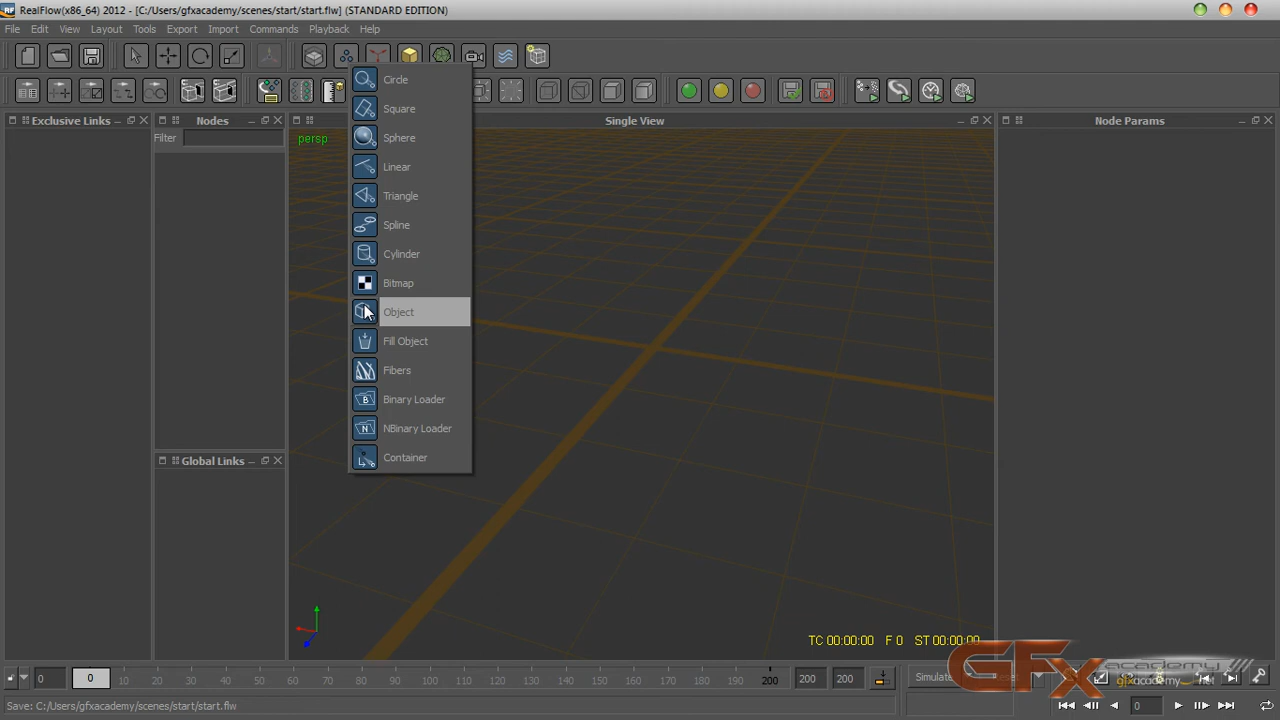 RealFlow(x86_64) 2012 - [C:/Users/gfxacademy/scenes/start/start.flw] (STANDARD EDITION)
File Edit View Layout Tools Export Import Commands Playback Help
Exclusive Links
Nodes
Single View
Node Params
Filter
persp
Circle
Square
Sphere
Linear
Triangle
Spline
Cylinder
Bitmap
Object
Fill Object
Fibers
B Binary Loader
N NBinary Loader
Container
Global Links
TC 00:00:00 F 0 ST 00:00:00
0 0 10 20 30 40 50 60 70 80 90 100 110 120 130 140 150 160 170 180 190 200 200 200
Simulate
GFx academy
gfxacademy.net
Save: C:/Users/gfxacademy/scenes/start/start.flw
0